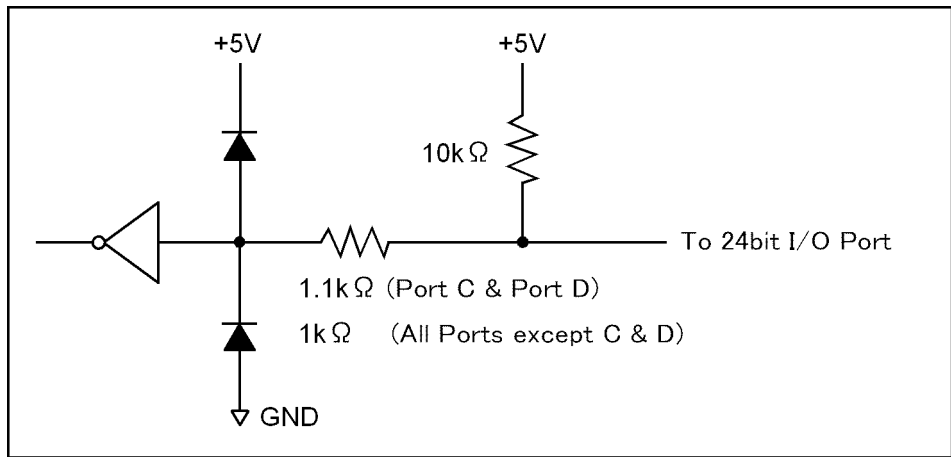 +5V
+5V
10kΩ
To 24bit I/O Port
1.1kΩ (Port C & Port D)
1kΩ (All Ports except C & D)
GND